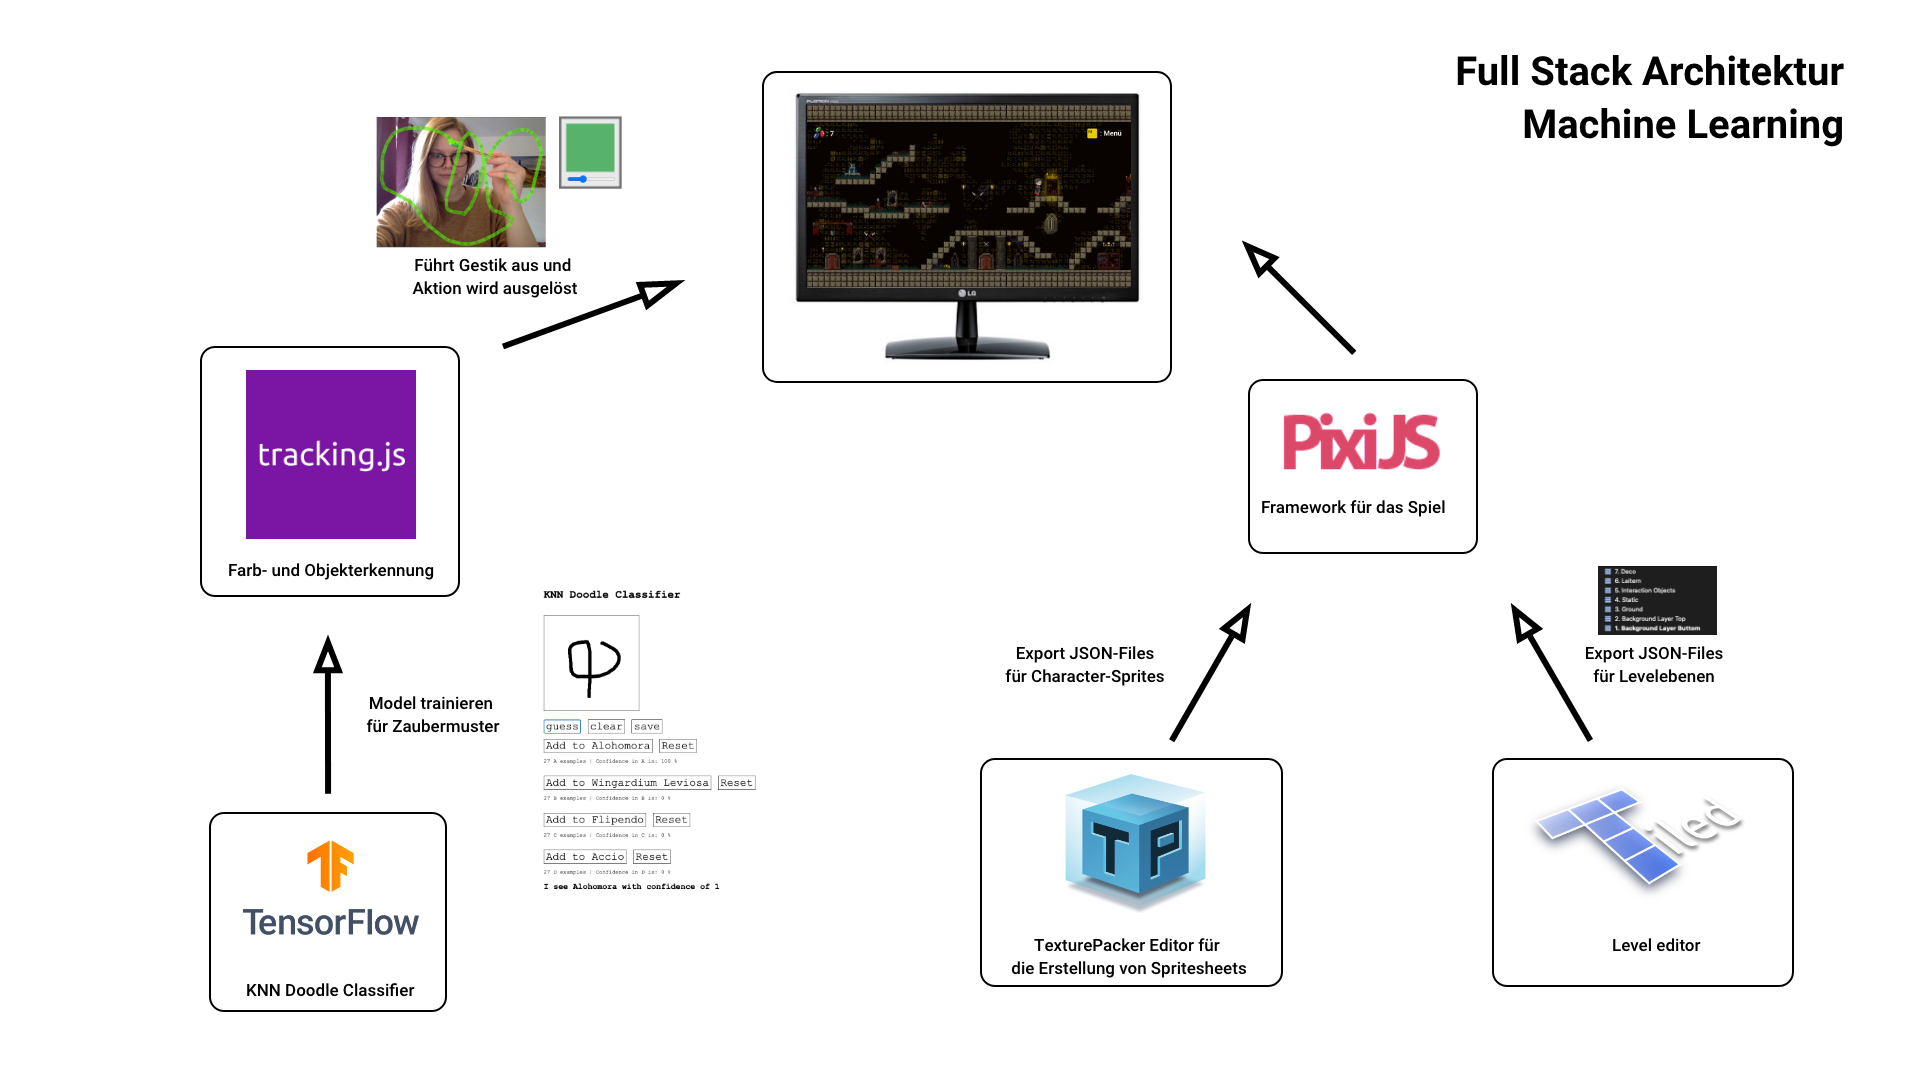 Full Stack Architektur
Machine Learning
: 7
: Menü
LG
Führt Gestik aus und
Aktion wird ausgelöst
tracking.js
Farb- und Objekterkennung
Model trainieren
für Zaubermuster
TensorFlow
KNN Doodle Classifier
KNN Doodle Classifier
guess clear save
Add to Alohomora Reset
27 A examples | Confidence in A is: 100 %
Add to Wingardium Leviosa Reset
27 B examples | Confidence in B is: 0 %
Add to Flipendo Reset
27 C examples | Confidence in C is: 0 %
Add to Accio Reset
27 D examples | Confidence in D is: 0 %
I see Alohomora with confidence of 1
PixiJS
Framework für das Spiel
Export JSON-Files
für Character-Sprites
7. Deco
6. Leitern
5. Interaction Objects
4. Static
3. Ground
2. Background Layer Top
1. Background Layer Buttom
Export JSON-Files
für Levelebenen
TP
TexturePacker Editor für
die Erstellung von Spritesheets
Tiled
Level editor